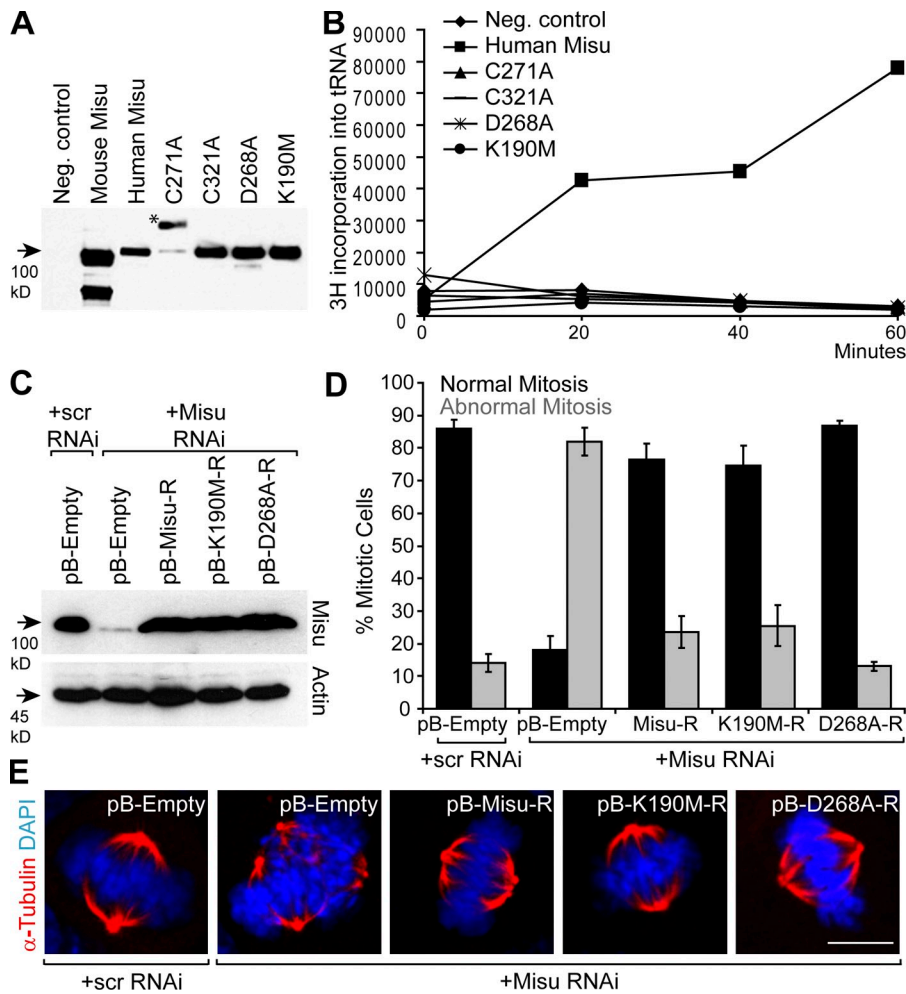 A
Neg. control
Mouse Misu
Human Misu
C271A
C321A
D268A
K190M
*
100
kD
B
Neg. control
Human Misu
C271A
C321A
D268A
K190M
3H incorporation into tRNA
90000
80000
70000
60000
50000
40000
30000
20000
10000
0
0
20
40
60
Minutes
C
+scr
RNAi
+Misu
RNAi
pB-Empty
pB-Empty
pB-Misu-R
pB-K190M-R
pB-D268A-R
100
kD
Misu
45
kD
Actin
D
Normal Mitosis
Abnormal Mitosis
% Mitotic Cells
100
90
80
70
60
50
40
30
20
10
0
pB-Empty
pB-Empty
Misu-R
K190M-R
D268A-R
+scr RNAi
+Misu RNAi
E
α-Tubulin DAPI
pB-Empty
pB-Empty
pB-Misu-R
pB-K190M-R
pB-D268A-R
+scr RNAi
+Misu RNAi